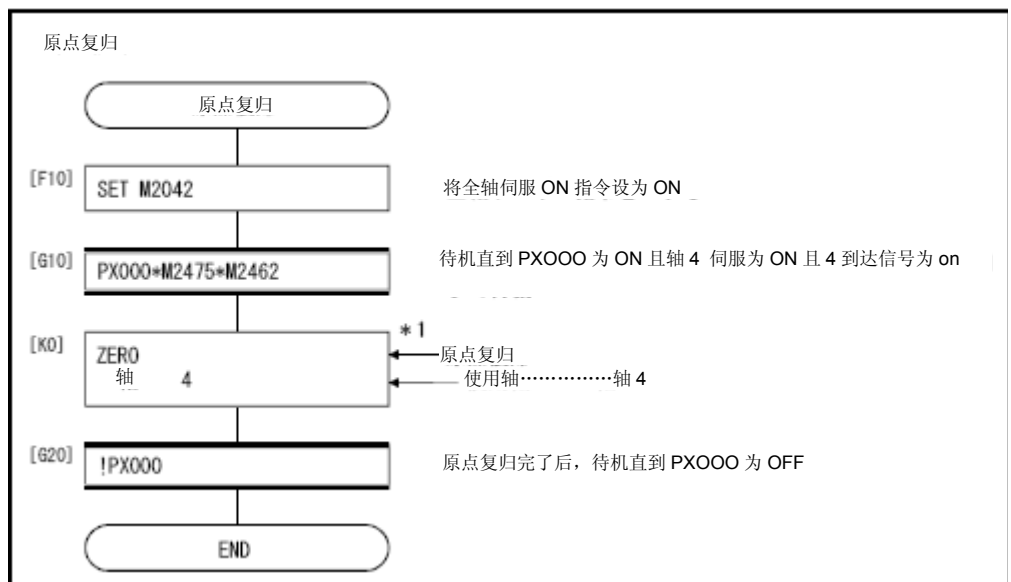 原点复归
原点复归
[F10] SET M2042 将全轴伺服 ON 指令设为 ON
[G10] PX000*M2475*M2462 待机直到 PXOOO 为 ON 且轴 4 伺服为 ON 且 4 到达信号为 on
*1
[K0] ZERO 原点复归
轴 4 使用轴……………轴 4
[G20] !PX000 原点复归完了后，待机直到 PXOOO 为 OFF
END